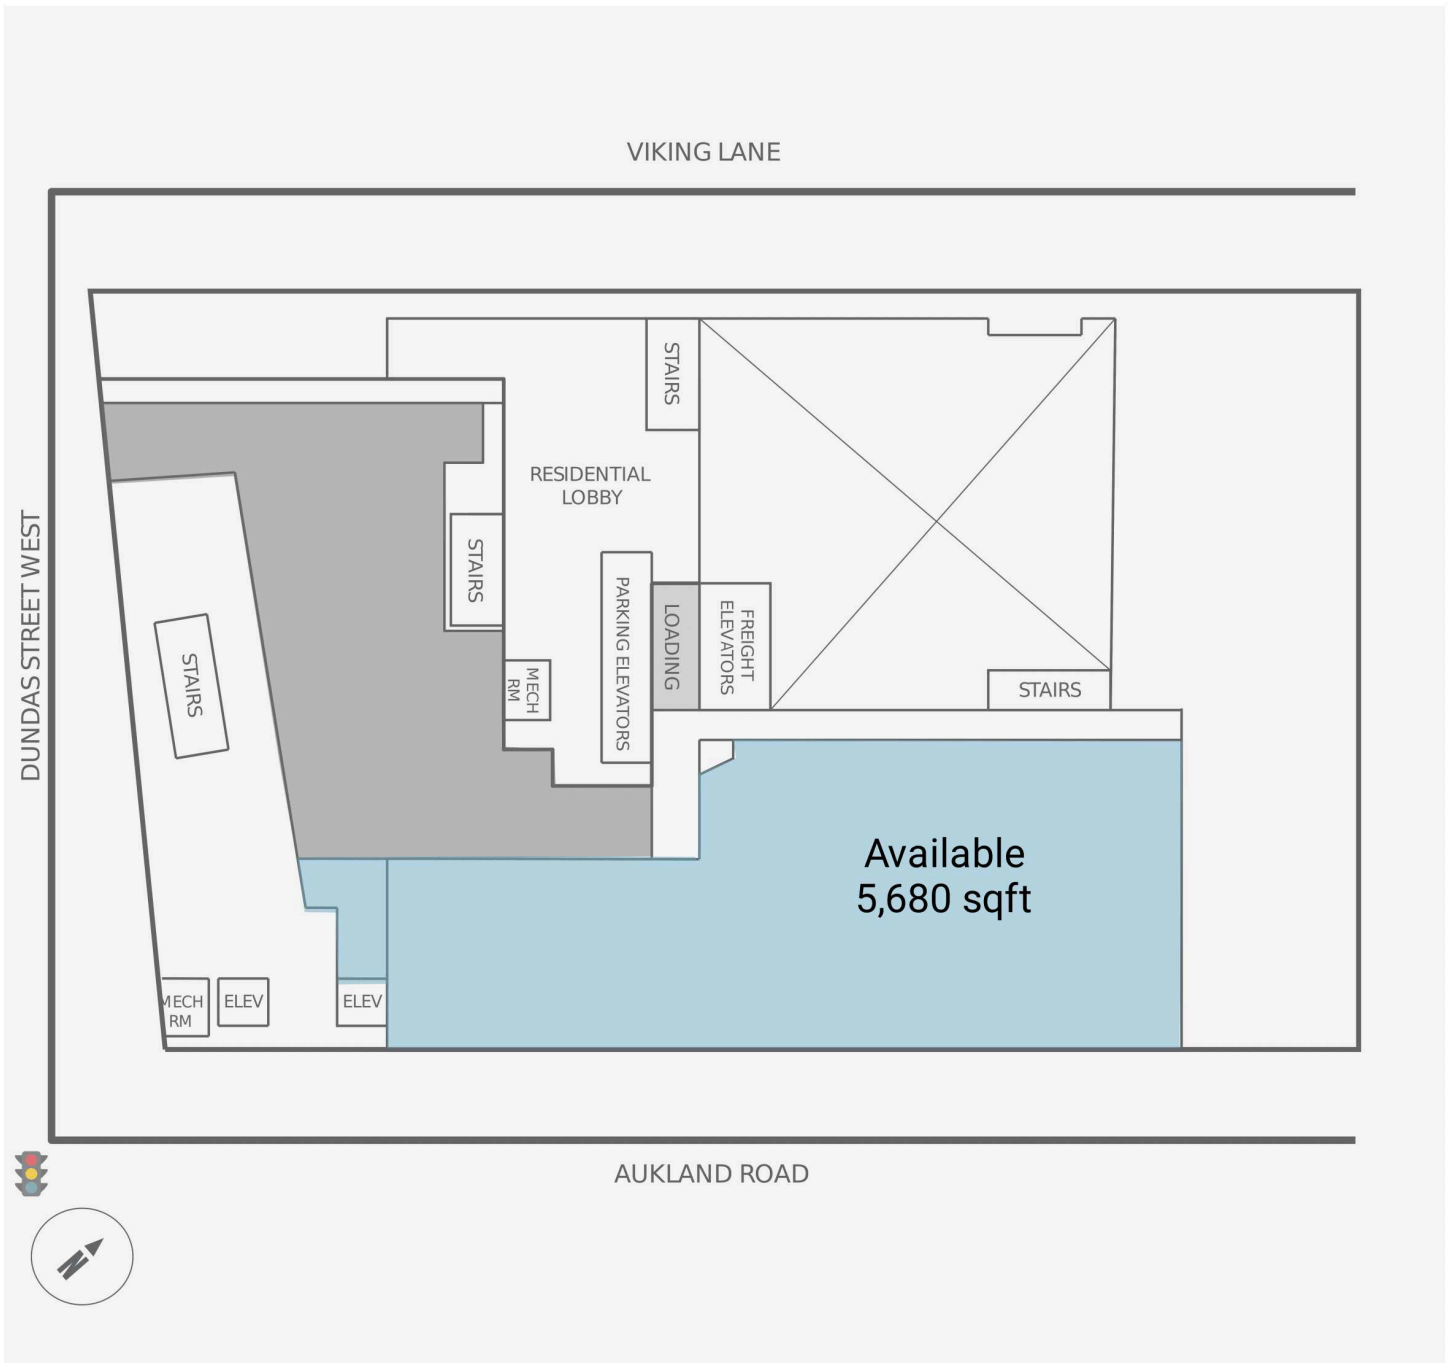 VIKING LANE
DUNDAS STREET WEST
STAIRS
RESIDENTIAL
LOBBY
STAIRS
PARKING ELEVATORS
LOADING
FREIGHT
ELEVATORS
MECH
RM
STAIRS
STAIRS
Available
5,680 sqft
MECH
RM
ELEV
ELEV
AUKLAND ROAD
N